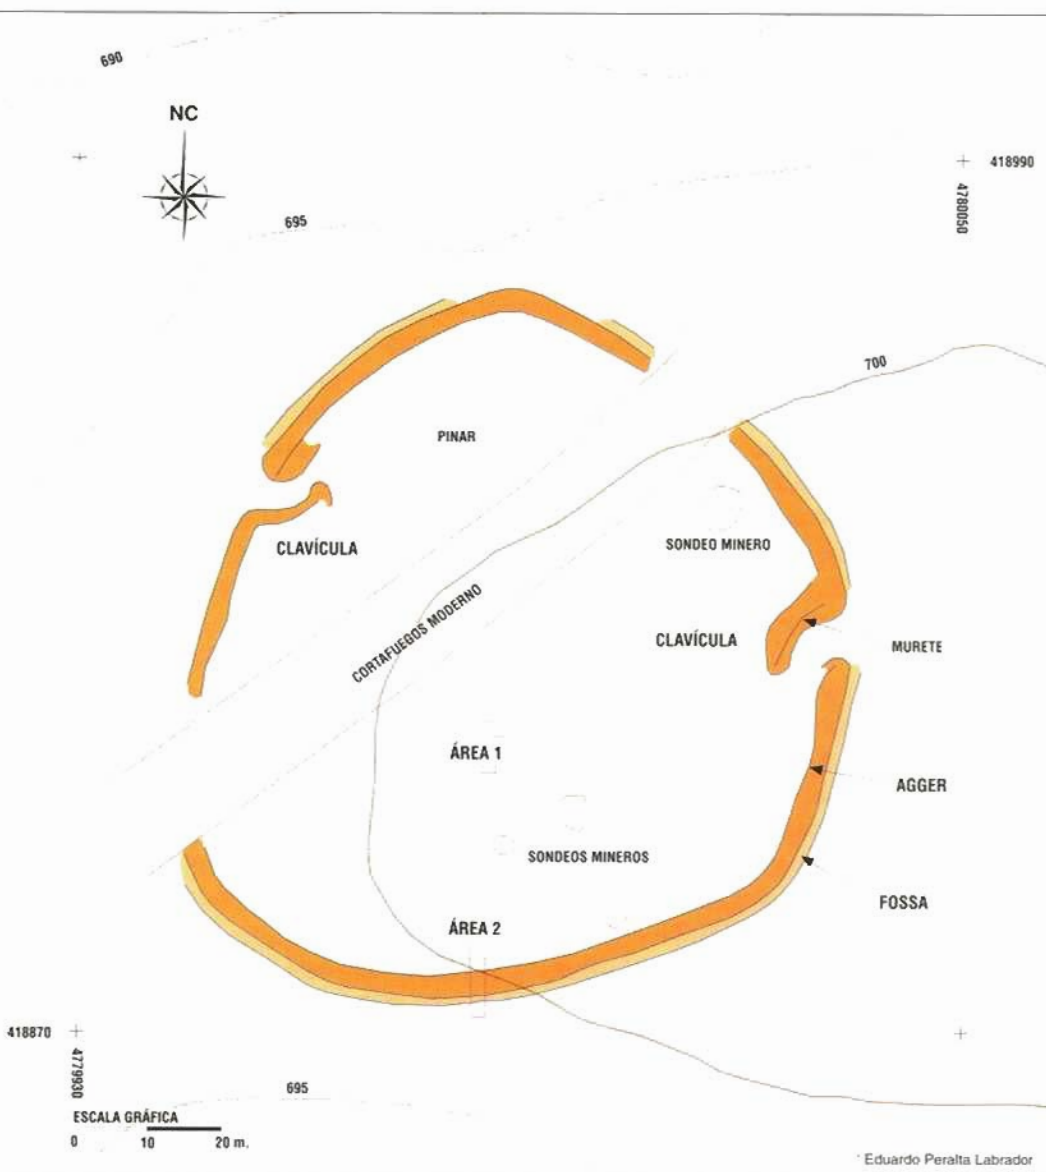 690
NC
418990
4780050
695
700
PINAR
SONDEO MINERO
CLAVÍCULA
CORTAFUEGOS MODERNO
CLAVÍCULA
MURETE
ÁREA 1
AGGER
SONDEOS MINEROS
FOSSA
ÁREA 2
418870
4779930
695
ESCALA GRÁFICA
0 10 20 m.
Eduardo Peralta Labrador